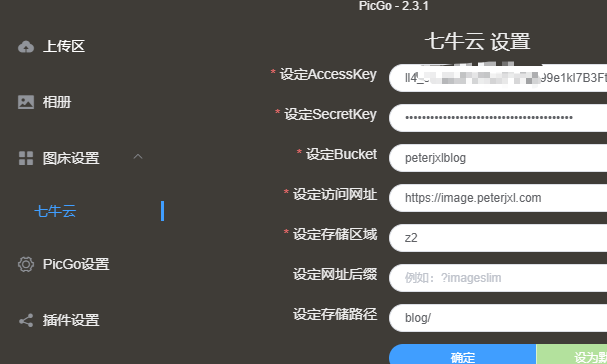 PicGo - 2.3.1
上传区
相册
图床设置
七牛云
PicGo设置
插件设置
七牛云 设置
* 设定AccessKey
* 设定SecretKey
•••••••••••••••••••••••••••••••••••••••
* 设定Bucket peterjxlblog
* 设定访问网址 https://image.peterjxl.com
* 设定存储区域 z2
设定网址后缀 例如：?imageslim
设定存储路径 blog/
确定 设为